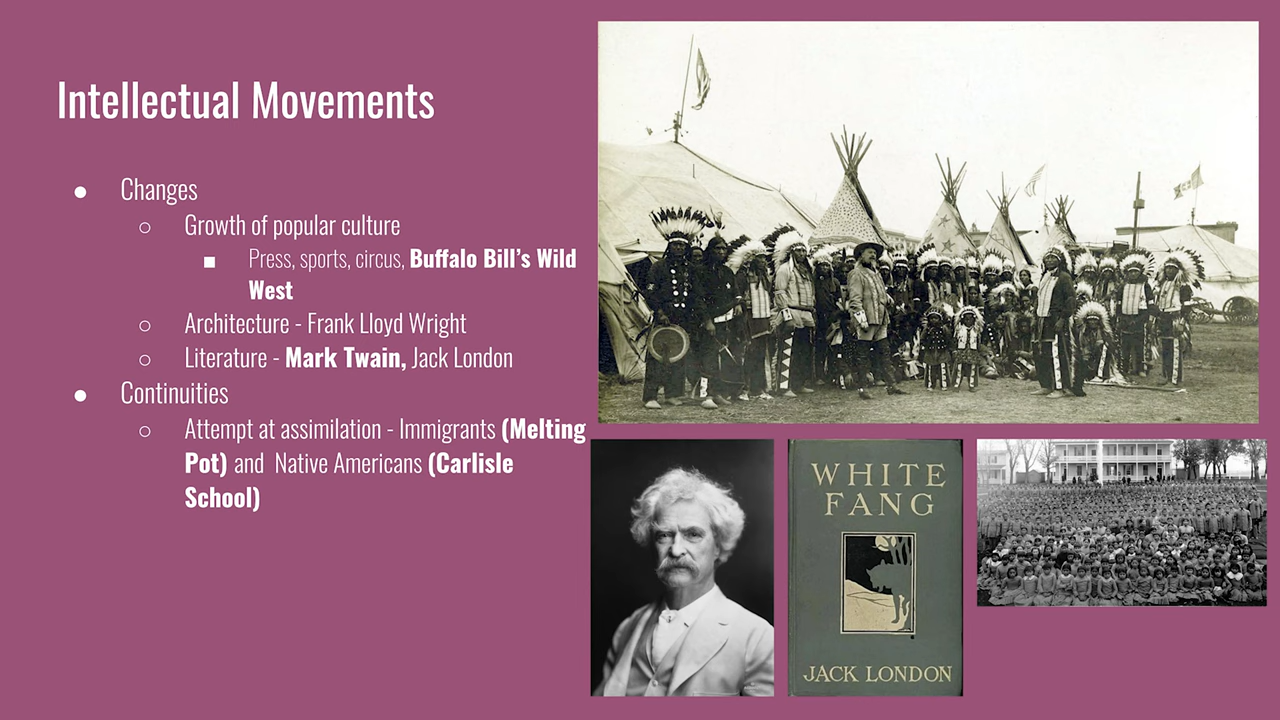 Intellectual Movements
● Changes
○ Growth of popular culture
■ Press, sports, circus, Buffalo Bill’s Wild
West
○ Architecture - Frank Lloyd Wright
○ Literature - Mark Twain, Jack London
● Continuities
○ Attempt at assimilation - Immigrants (Melting
Pot) and  Native Americans (Carlisle
School)
WHITE
FANG
JACK LONDON